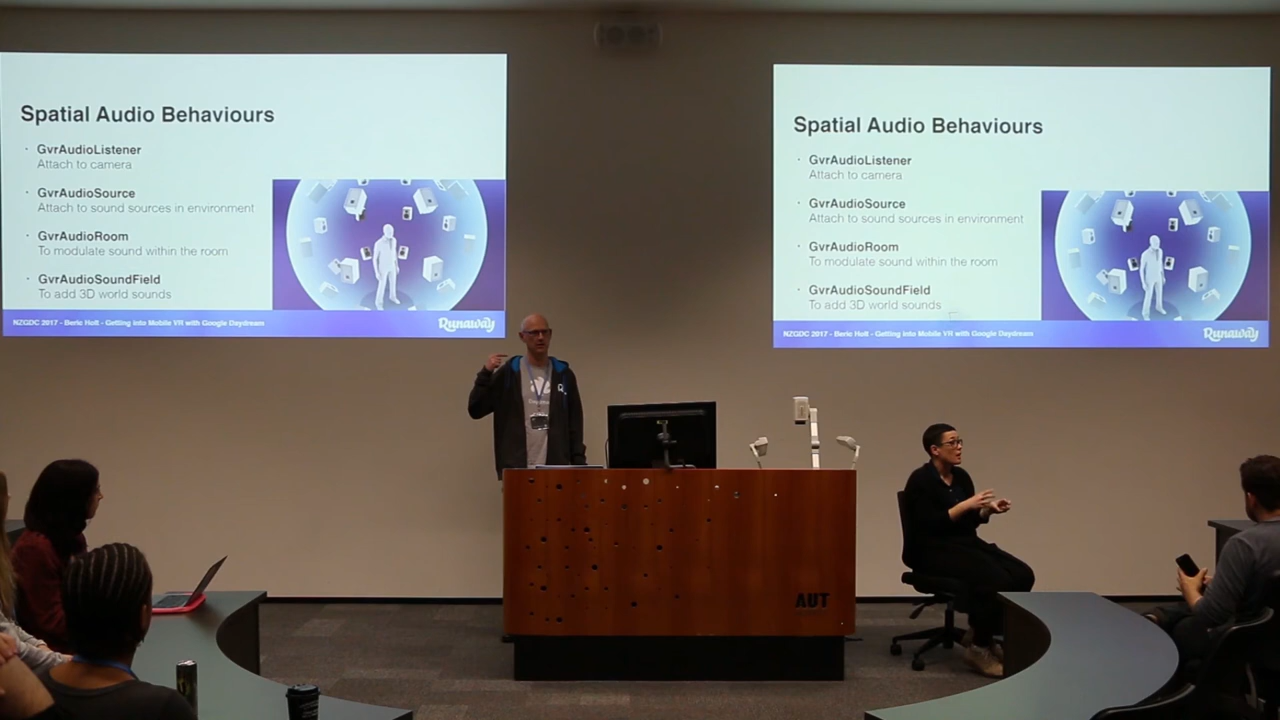 Spatial Audio Behaviours
· GvrAudioListener
Attach to camera
· GvrAudioSource
Attach to sound sources in environment
· GvrAudioRoom
To modulate sound within the room
· GvrAudioSoundField
To add 3D world sounds
NZGDC 2017 - Beric Holt - Getting into Mobile VR with Google Daydream
Runaway
Spatial Audio Behaviours
· GvrAudioListener
Attach to camera
· GvrAudioSource
Attach to sound sources in environment
· GvrAudioRoom
To modulate sound within the room
· GvrAudioSoundField
To add 3D world sounds
NZGDC 2017 - Beric Holt - Getting into Mobile VR with Google Daydream
Runaway
AUT